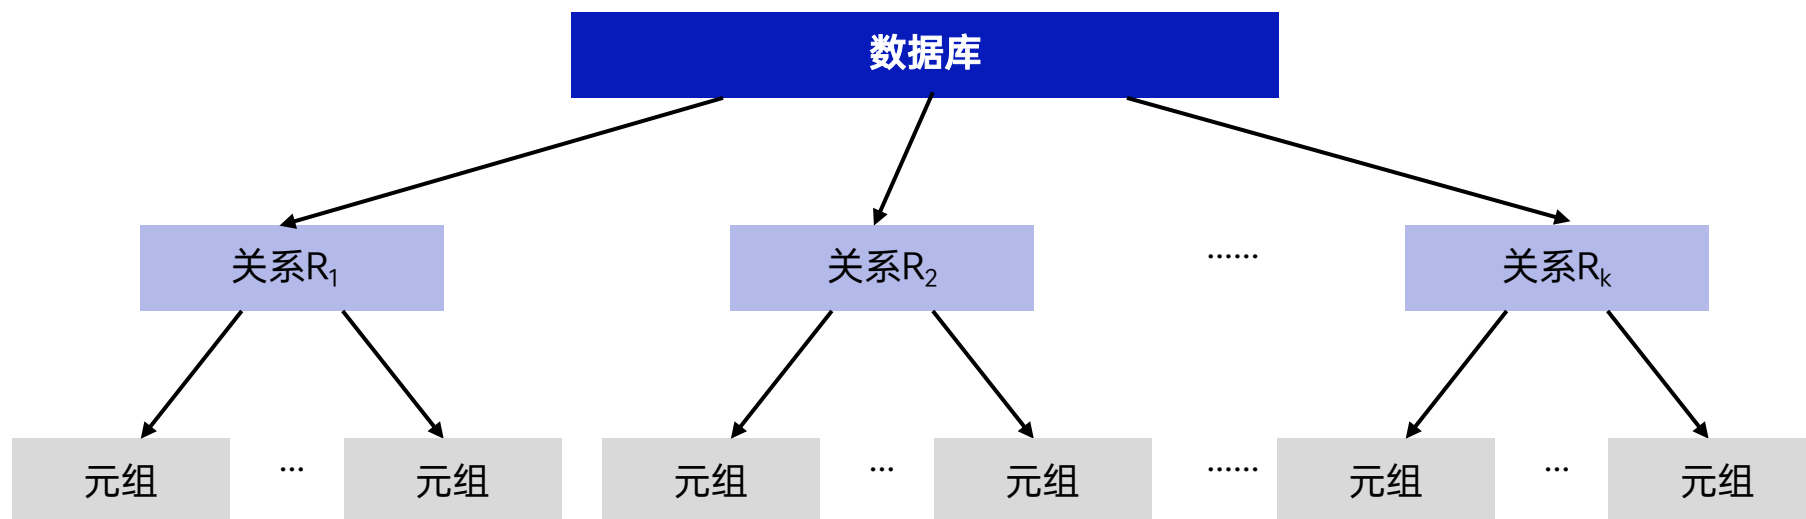 数据库
关系R₁ 关系R₂ …… 关系Rₖ
元组 … 元组 元组 … 元组 …… 元组 … 元组